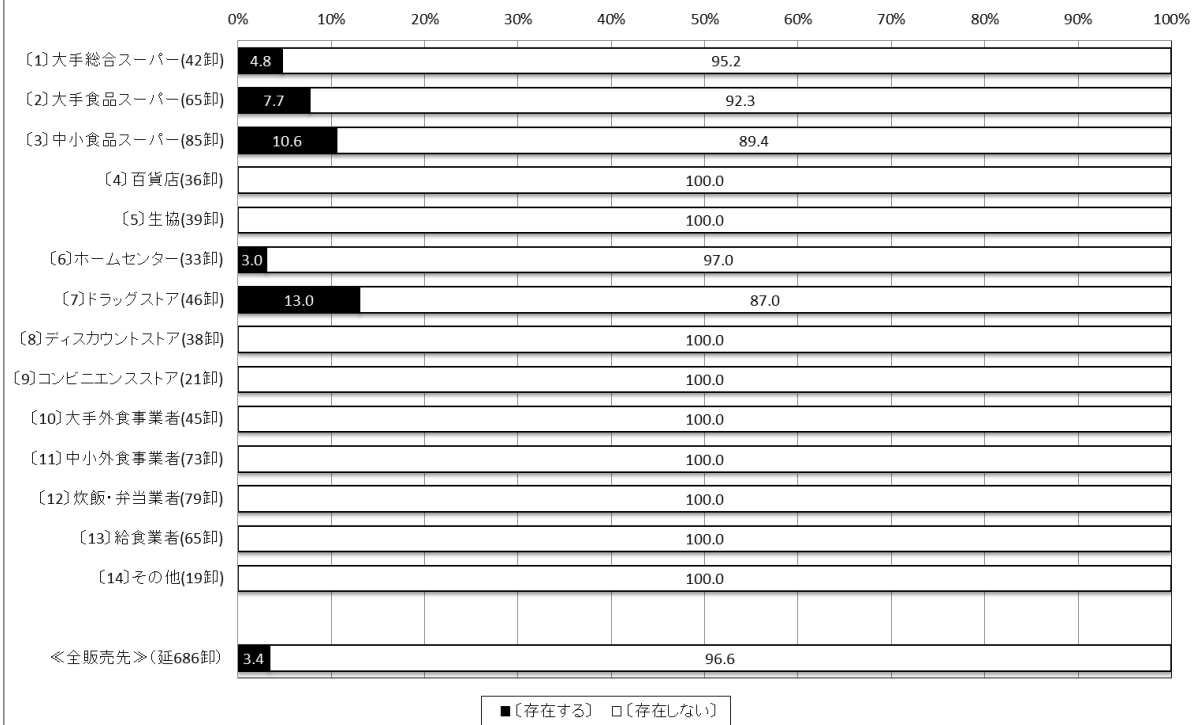 0% 10% 20% 30% 40% 50% 60% 70% 80% 90% 100%
〔1〕大手総合スーパー(42卸) 4.8 95.2
〔2〕大手食品スーパー(65卸) 7.7 92.3
〔3〕中小食品スーパー(85卸) 10.6 89.4
〔4〕百貨店(36卸) 100.0
〔5〕生協(39卸) 100.0
〔6〕ホームセンター(33卸) 3.0 97.0
〔7〕ドラッグストア(46卸) 13.0 87.0
〔8〕ディスカウントストア(38卸) 100.0
〔9〕コンビニエンスストア(21卸) 100.0
〔10〕大手外食事業者(45卸) 100.0
〔11〕中小外食事業者(73卸) 100.0
〔12〕炊飯・弁当業者(79卸) 100.0
〔13〕給食業者(65卸) 100.0
〔14〕その他(19卸) 100.0
≪全販売先≫(延686卸) 3.4 96.6
■〔存在する〕 □〔存在しない〕